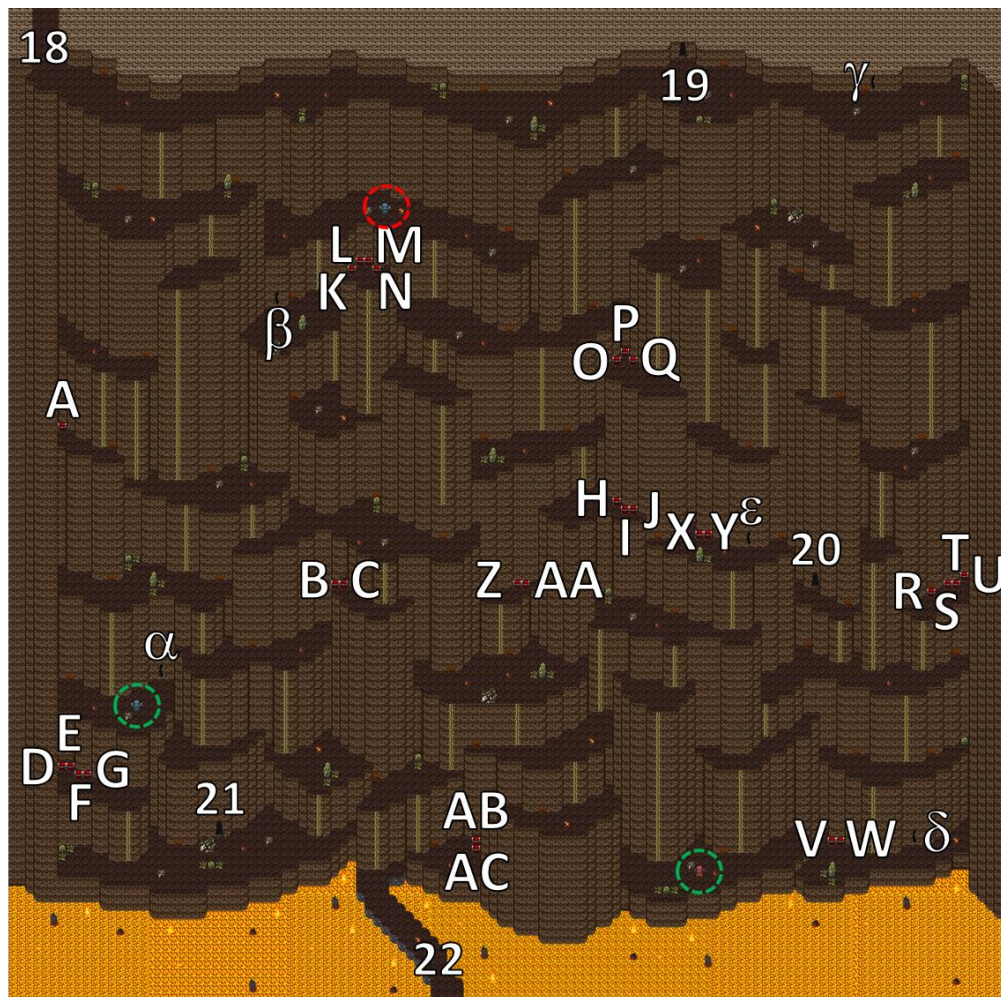 18
19
γ
L M
K N
β
P
O Q
A
H J
I
X Y ε
20
T
R U
S
B C
Z AA
α
E
D G
F
21
AB
AC
V W δ
22